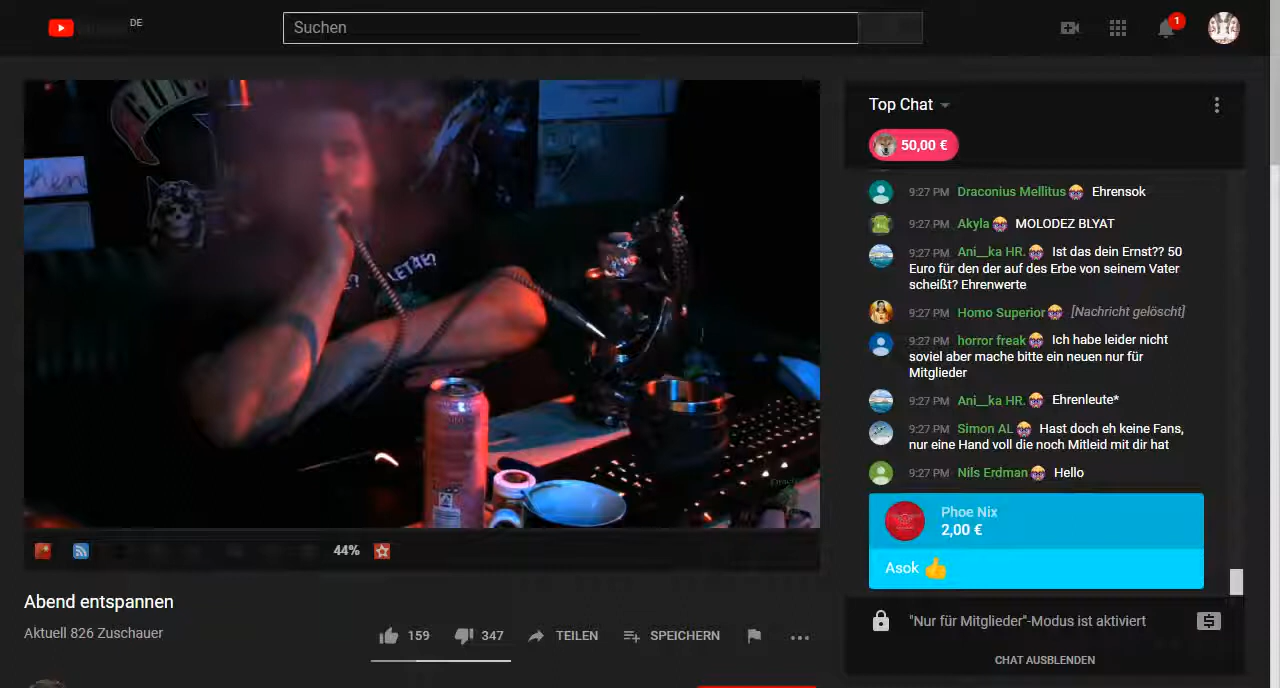 DE
Suchen
1
GUNS
chen
LETZTE?
Top Chat
50,00 €
9:27 PM Draconius Mellitus Ehrensok
9:27 PM Akyla MOLODEZ BLYAT
9:27 PM Ani__ka HR. Ist das dein Ernst?? 50
Euro für den der auf des Erbe von seinem Vater
scheißt? Ehrenwerte
9:27 PM Homo Superior [Nachricht gelöscht]
9:27 PM horror freak Ich habe leider nicht
soviel aber mache bitte ein neuen nur für
Mitglieder
9:27 PM Ani__ka HR. Ehrenleute*
9:27 PM Simon AL Hast doch eh keine Fans,
nur eine Hand voll die noch Mitleid mit dir hat
9:27 PM Nils Erdman Hello
Phoe Nix
2,00 €
Asok 👍
44%
Abend entspannen
Aktuell 826 Zuschauer
159 347 TEILEN SPEICHERN
"Nur für Mitglieder"-Modus ist aktiviert
CHAT AUSBLENDEN